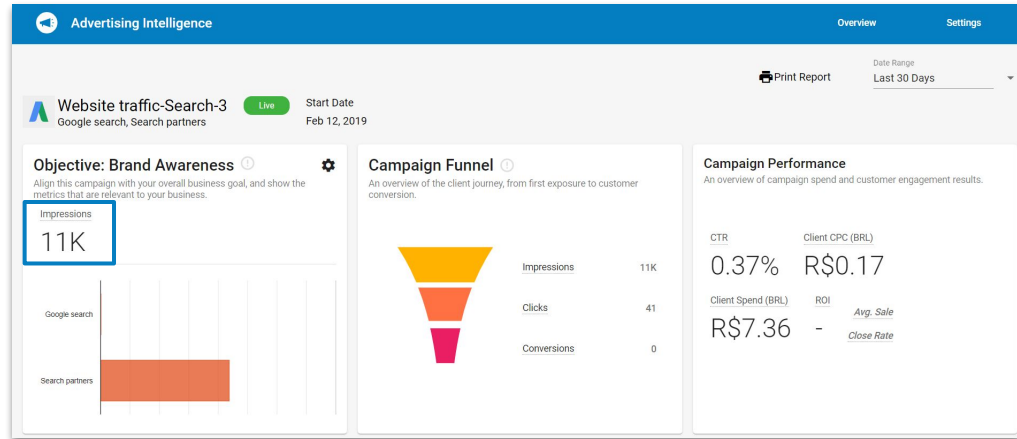 Advertising Intelligence
Overview
Settings
Print Report
Date Range
Last 30 Days
Website traffic-Search-3
Live
Google search, Search partners
Start Date
Feb 12, 2019
Objective: Brand Awareness
Align this campaign with your overall business goal, and show the
metrics that are relevant to your business.
Impressions
11K
Google search
Search partners
Campaign Funnel
An overview of the client journey, from first exposure to customer
conversion.
Impressions 11K
Clicks 41
Conversions 0
Campaign Performance
An overview of campaign spend and customer engagement results.
CTR
0.37%
Client CPC (BRL)
R$0.17
Client Spend (BRL)
R$7.36
ROI
-
Avg. Sale
Close Rate